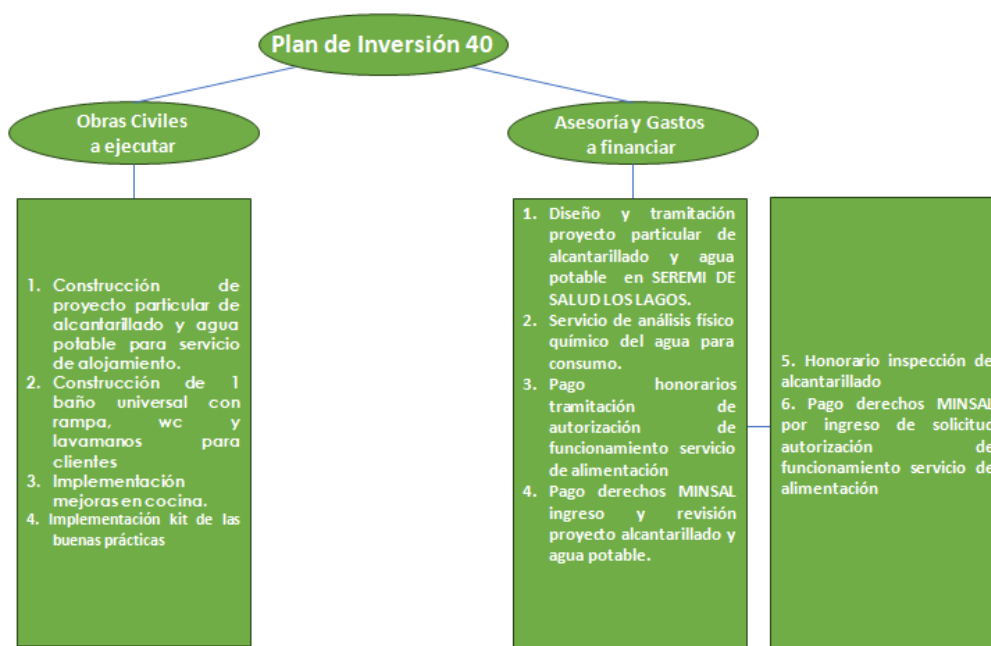 Plan de Inversión 40
Obras Civiles
a ejecutar
Asesoría y Gastos
a financiar
1. Construcción de
proyecto particular de
alcantarillado y agua
potable para servicio
de alojamiento.
2. Construcción de 1
baño universal con
rampa, wc y
lavamanos para
clientes
3. Implementación
mejoras en cocina.
4. Implementación kit de las
buenas prácticas
1. Diseño y tramitación
proyecto particular de
alcantarillado y agua
potable en SEREMI DE
SALUD LOS LAGOS.
2. Servicio de análisis físico
químico del agua para
consumo.
3. Pago honorarios
tramitación de
autorización de
funcionamiento servicio
de alimentación
4. Pago derechos MINSAL
ingreso y revisión
proyecto alcantarillado y
agua potable.
5. Honorario inspección de
alcantarillado
6. Pago derechos MINSAL
por ingreso de solicitud
autorización de
funcionamiento servicio de
alimentación